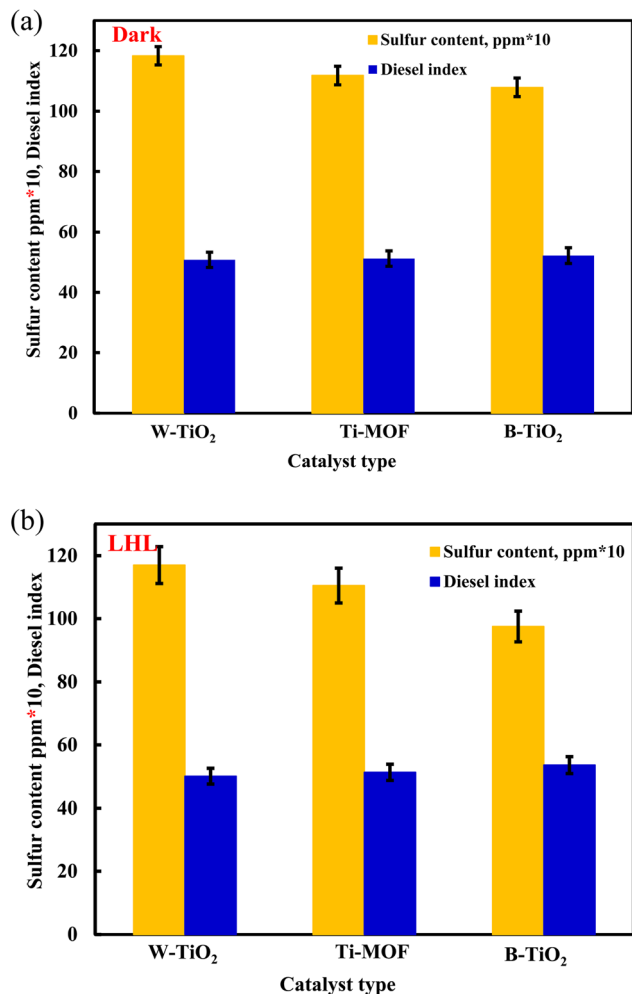 (a)
Dark
Sulfur content, ppm*10
Diesel index
Sulfur content ppm*10, Diesel index
120
100
80
60
40
20
0
W-TiO₂ Ti-MOF B-TiO₂
Catalyst type
(b)
LHL
Sulfur content, ppm*10
Diesel index
Sulfur content ppm*10, Diesel index
120
100
80
60
40
20
0
W-TiO₂ Ti-MOF B-TiO₂
Catalyst type